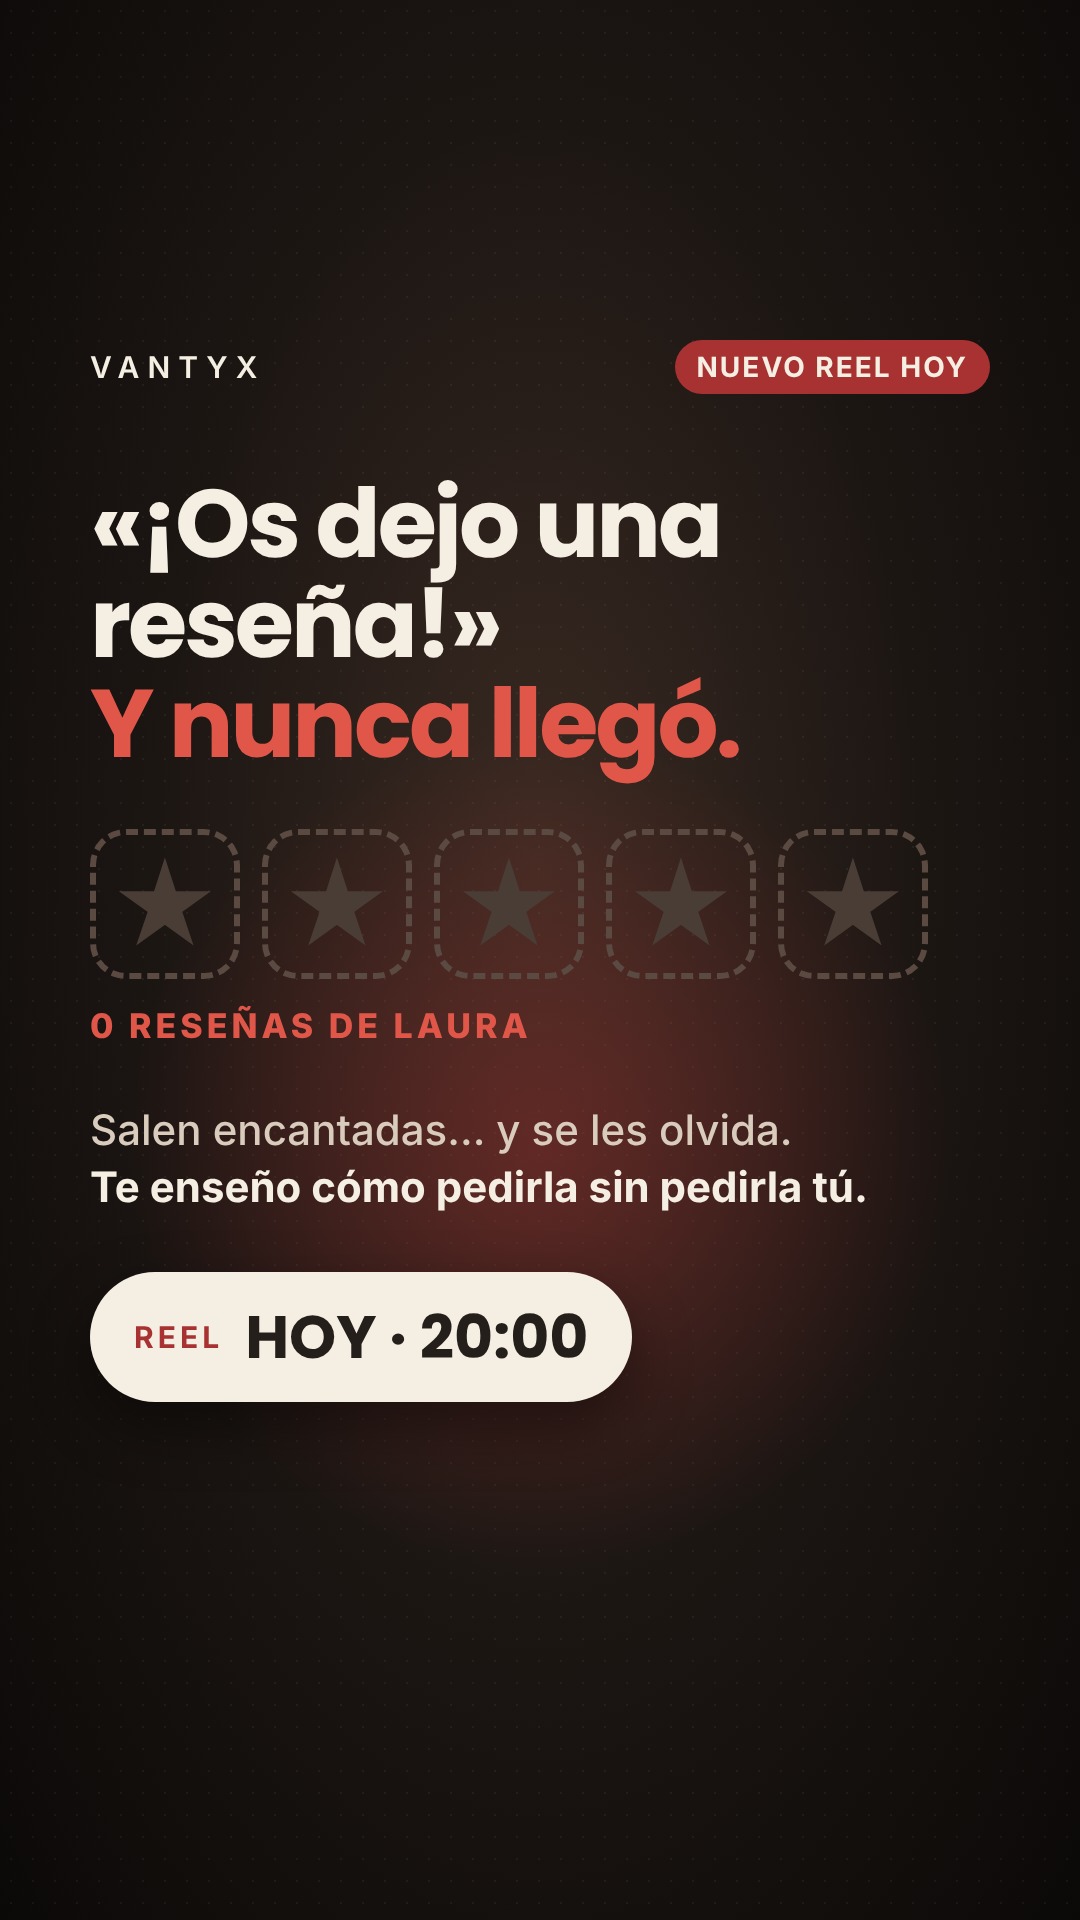 VANTYX
NUEVO REEL HOY
«¡Os dejo una
reseña!»
Y nunca llegó.
0 RESEÑAS DE LAURA
Salen encantadas... y se les olvida.
Te enseño cómo pedirla sin pedirla tú.
REEL HOY · 20:00